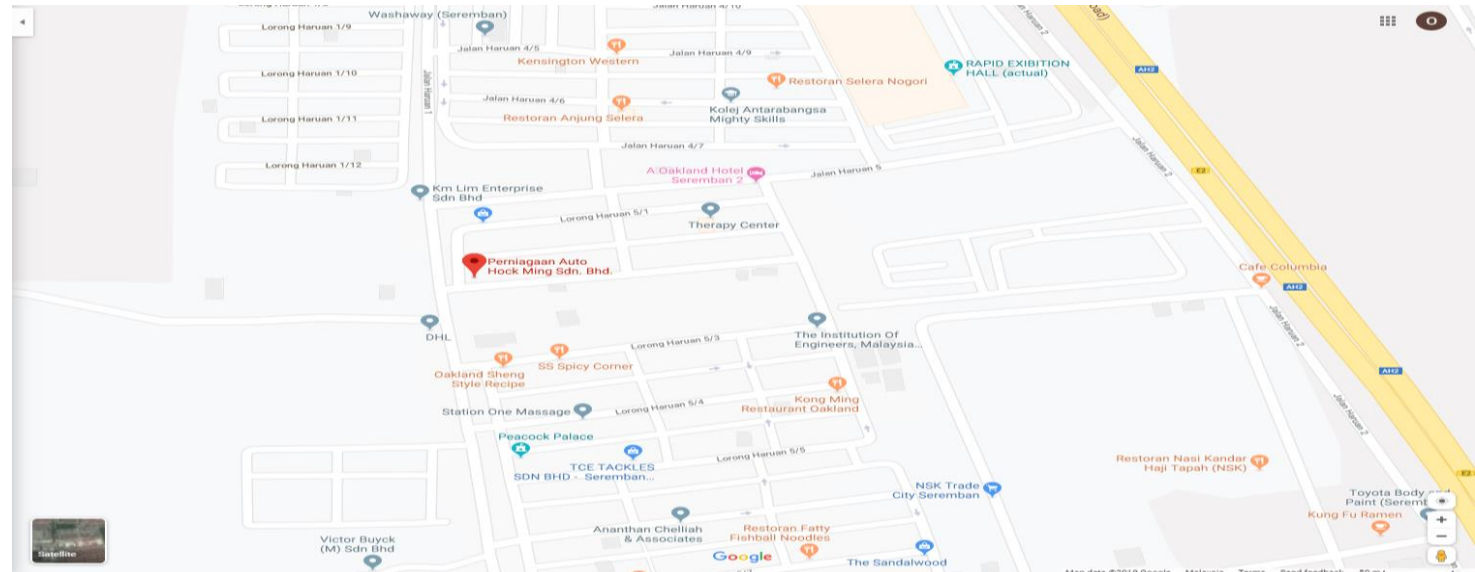 Washaway (Seremban)
Lorong Haruan 1/9
Jalan Haruan 4/5
Kensington Western
Jalan Haruan 4/9
Jalan Haruan 2
RAPID EXIBITION
HALL (actual)
AH2
O
Lorong Haruan 1/10
Jalan Haruan 1
Restoran Selera Nogori
Jalan Haruan 4/6
Restoran Anjung Selera
Kolej Antarabangsa
Mighty Skills
Lorong Haruan 1/11
Jalan Haruan 4/7
Lorong Haruan 1/12
A Oakland Hotel
Seremban 2
Jalan Haruan 5
Jalan Haruan 2
E2
Km Lim Enterprise
Sdn Bhd
Lorong Haruan 5/1
Therapy Center
Perniagaan Auto
Hock Ming Sdn. Bhd.
Cafe Columbia
AH2
Jalan Haruan 2
DHL
The Institution Of
Engineers, Malaysia...
Lorong Haruan 5/3
SS Spicy Corner
Oakland Sheng
Style Recipe
AH2
Kong Ming
Restaurant Oakland
Station One Massage
Lorong Haruan 5/4
Jalan Haruan 2
Peacock Palace
TCE TACKLES
SDN BHD - Seremban...
Lorong Haruan 5/5
Restoran Nasi Kandar
Haji Tapah (NSK)
E2
NSK Trade
City Seremban
Toyota Body and
Paint (Seremb
Kung Fu Ramen
Ananthan Chelliah
& Associates
Restoran Fatty
Fishball Noodles
Victor Buyck
(M) Sdn Bhd
Satellite
Google
The Sandalwood